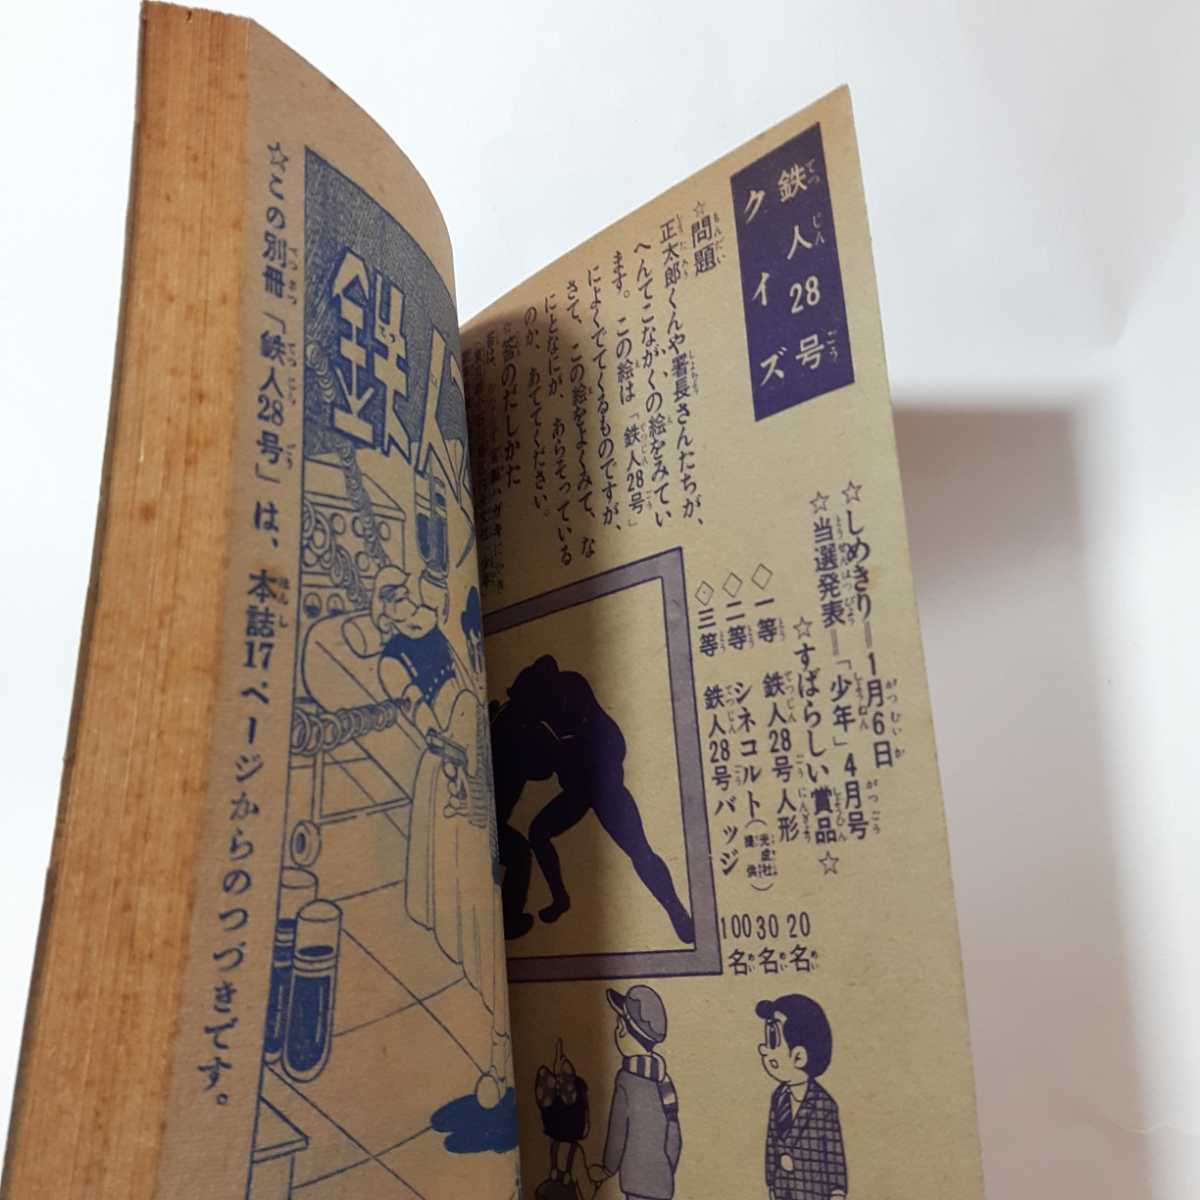 鉄人28号
クイズ
☆問題
正太郎くんや署長さんたちが、
へんてこながくの絵をみてい
ます。この絵は「鉄人28号」
によくでてくるものですが、
さて、この絵をよくみて、な
にとなにが、あらそっている
のか、あててください。
☆答のだしかた
☆しめきり＝1月6日
☆当選発表＝「少年」4月号
☆すばらしい賞品☆
◇一等 鉄人28号人形 20名
◇二等 シネコルト（光成社提供） 30名
◇三等 鉄人28号バッジ 100名
鉄人
☆この別冊「鉄人28号」は、本誌17ページからのつづきです。